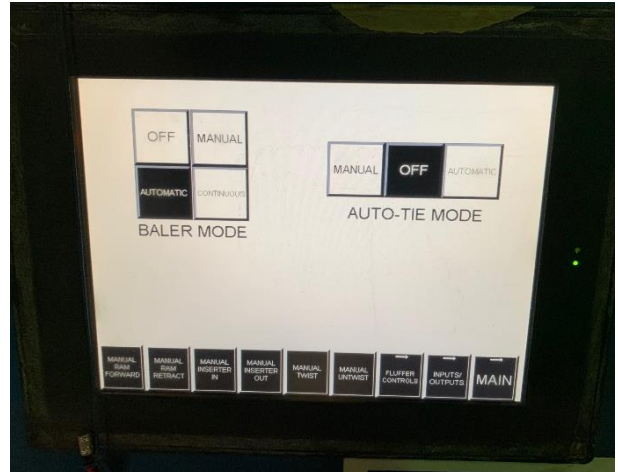 OFF
MANUAL
AUTOMATIC
CONTINUOUS
BALER MODE
MANUAL
OFF
AUTOMATIC
AUTO-TIE MODE
MANUAL
RAM
FORWARD
MANUAL
RAM
RETRACT
MANUAL
INSERTER
IN
MANUAL
INSERTER
OUT
MANUAL
TWIST
MANUAL
UNTWIST
FLUFFER
CONTROLS
INPUTS/
OUTPUTS
MAIN